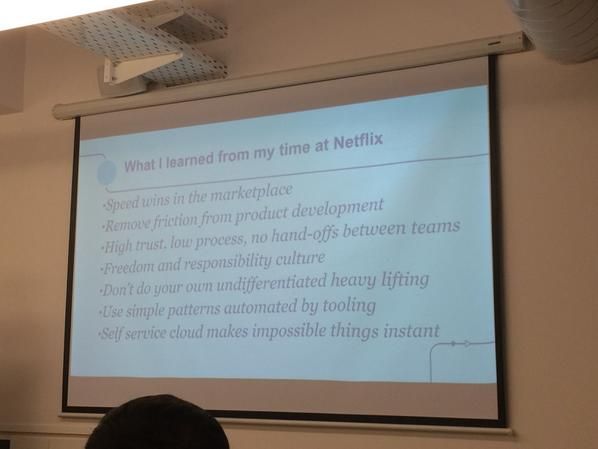 What I learned from my time at Netflix
•Speed wins in the marketplace
•Remove friction from product development
•High trust, low process, no hand-offs between teams
•Freedom and responsibility culture
•Don't do your own undifferentiated heavy lifting
•Use simple patterns automated by tooling
•Self service cloud makes impossible things instant